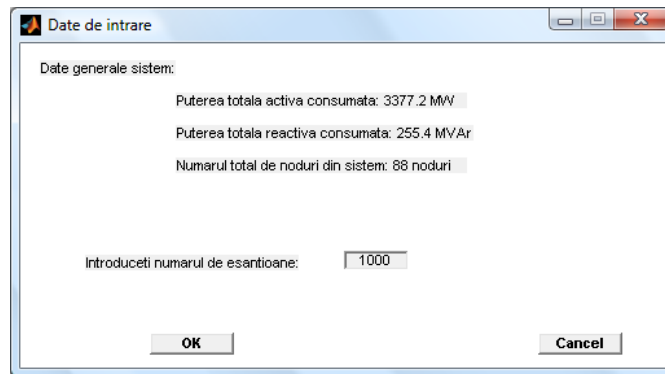 Date de intrare
Date generale sistem:
Puterea totala activa consumata: 3377.2 MW
Puterea totala reactiva consumata: 255.4 MVAr
Numarul total de noduri din sistem: 88 noduri
Introduceti numarul de esantioane: 1000
OK Cancel